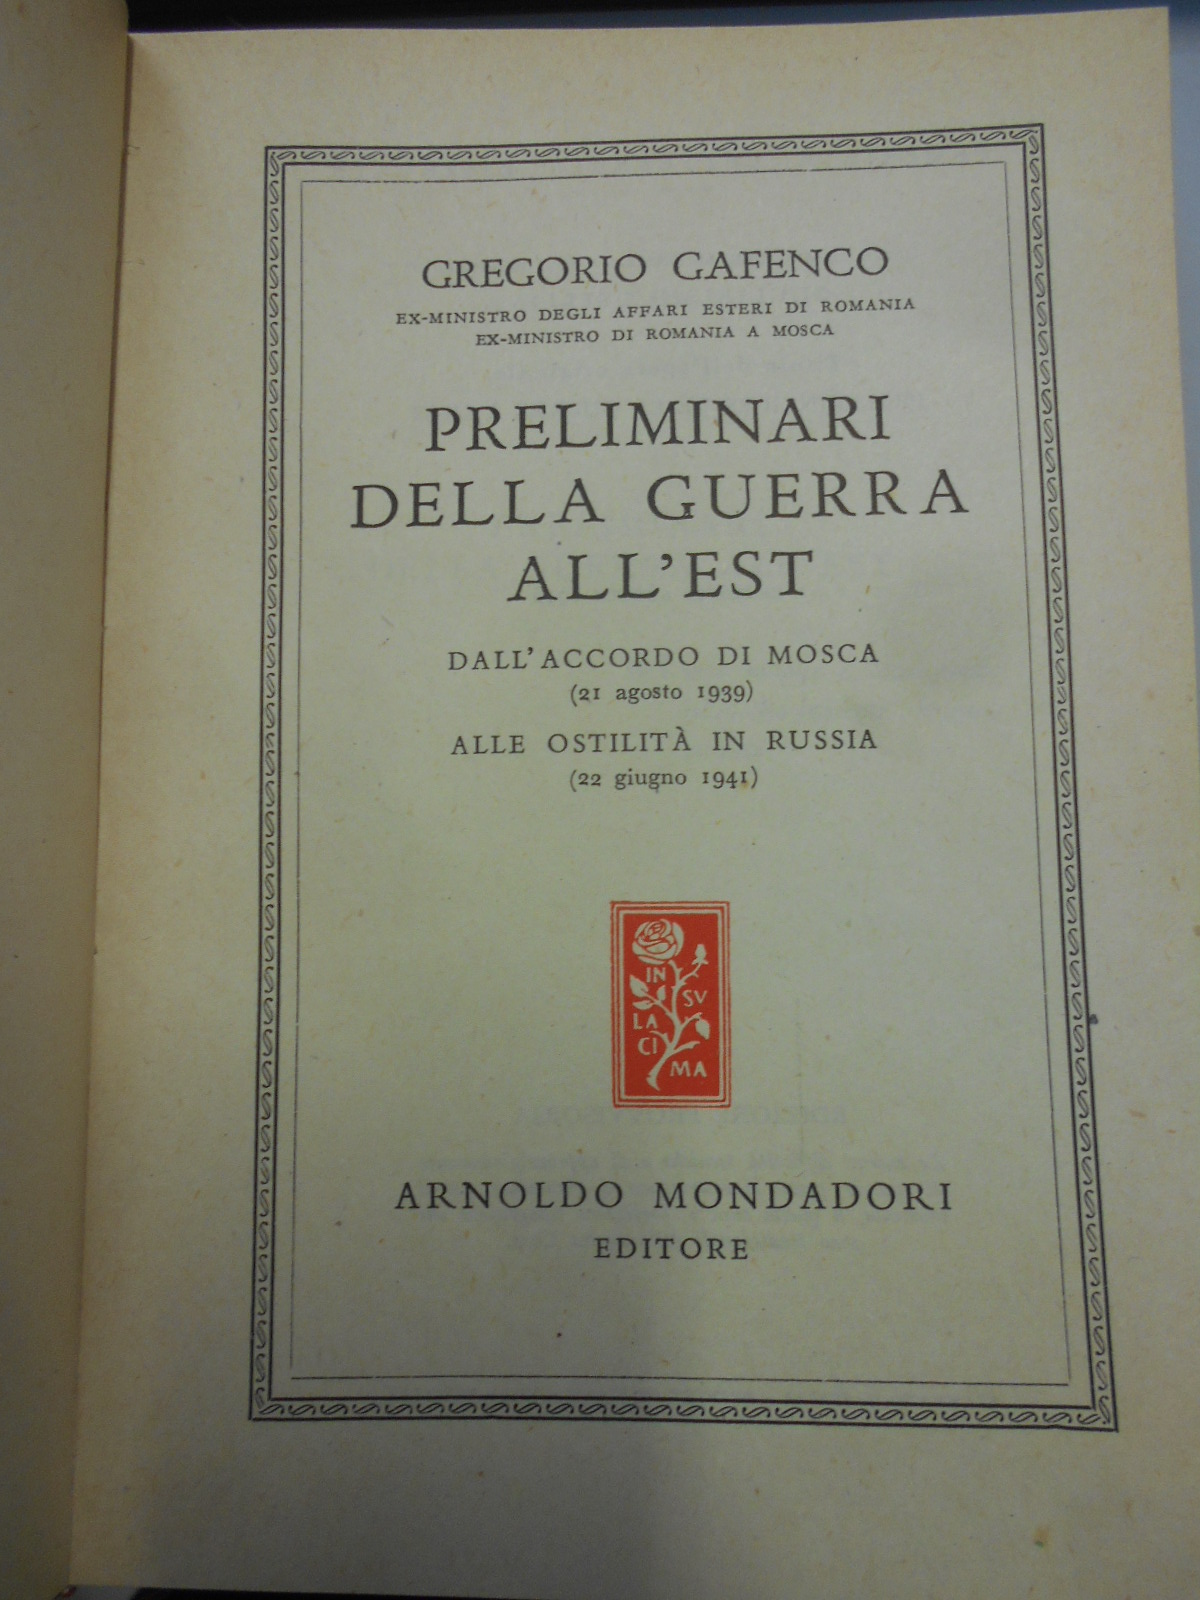 GREGORIO GAFENCO
EX-MINISTRO DEGLI AFFARI ESTERI DI ROMANIA
EX-MINISTRO DI ROMANIA A MOSCA
PRELIMINARI
DELLA GUERRA
ALL'EST
DALL'ACCORDO DI MOSCA
(21 agosto 1939)
ALLE OSTILITÀ IN RUSSIA
(22 giugno 1941)
IN
SV
LA
CI
MA
ARNOLDO MONDADORI
EDITORE